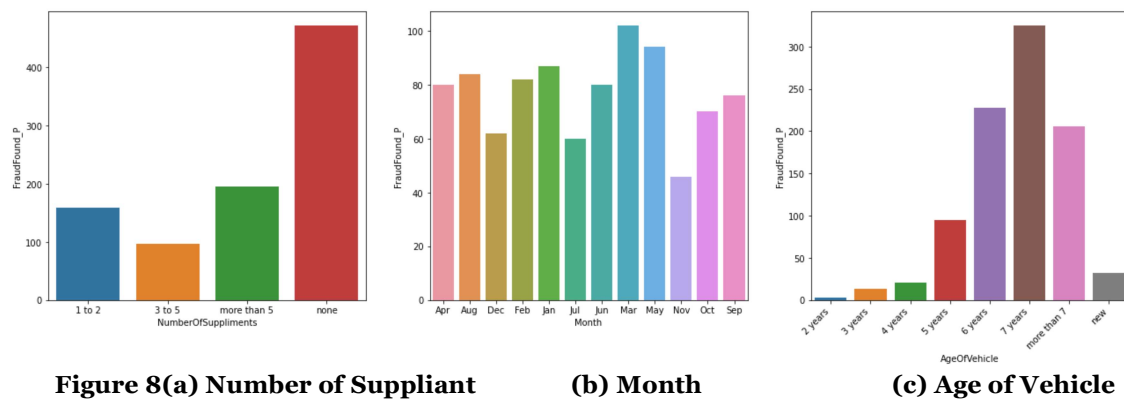 400
300
200
100
0
FraudFound_P
1 to 2
3 to 5
more than 5
none
NumberOfSuppliments
100
80
60
40
20
0
FraudFound_P
Apr
Aug
Dec
Feb
Jan
Jul
Jun
Mar
May
Nov
Oct
Sep
Month
300
250
200
150
100
50
0
FraudFound_P
2 years
3 years
4 years
5 years
6 years
7 years
more than 7
new
AgeOfVehicle
Figure 8(a) Number of Suppliant
(b) Month
(c) Age of Vehicle